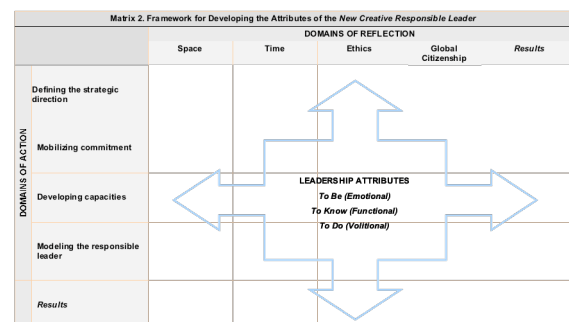 Matrix 2. Framework for Developing the Attributes of the New Creative Responsible Leader
DOMAINS OF REFLECTION
Space
Time
Ethics
Global
Citizenship
Results
DOMAINS OF ACTION
Defining the strategic
direction
Mobilizing commitment
Developing capacities
Modeling the responsible
leader
Results
LEADERSHIP ATTRIBUTES
To Be (Emotional)
To Know (Functional)
To Do (Volitional)